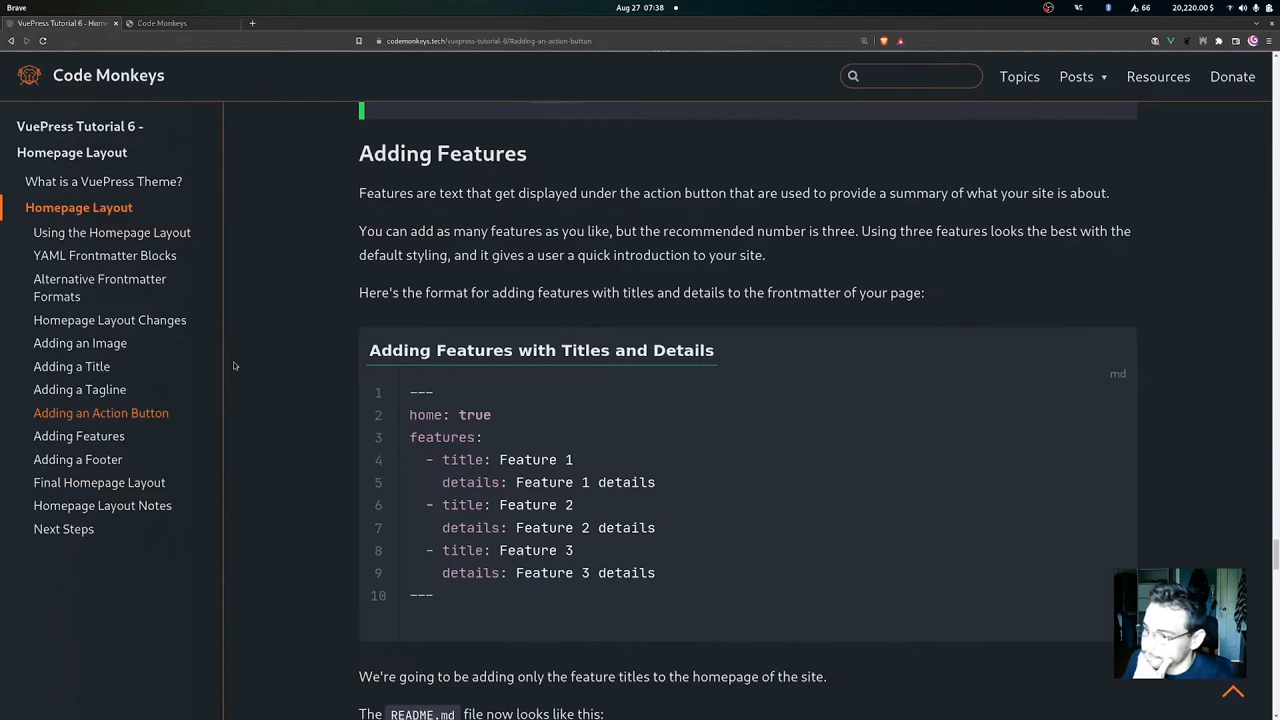 Brave
Aug 27 07:38
66
20,220.00 $
VuePress Tutorial 6 - Home
Code Monkeys
codemonkeys.tech/vuepress-tutorial-6/#adding-an-action-button
Code Monkeys
Topics
Posts
Resources
Donate
VuePress Tutorial 6 -
Homepage Layout
What is a VuePress Theme?
Homepage Layout
Using the Homepage Layout
YAML Frontmatter Blocks
Alternative Frontmatter
Formats
Homepage Layout Changes
Adding an Image
Adding a Title
Adding a Tagline
Adding an Action Button
Adding Features
Adding a Footer
Final Homepage Layout
Homepage Layout Notes
Next Steps
Adding Features
Features are text that get displayed under the action button that are used to provide a summary of what your site is about.
You can add as many features as you like, but the recommended number is three. Using three features looks the best with the
default styling, and it gives a user a quick introduction to your site.
Here's the format for adding features with titles and details to the frontmatter of your page:
Adding Features with Titles and Details
md
1 ---
2 home: true
3 features:
4 - title: Feature 1
5 details: Feature 1 details
6 - title: Feature 2
7 details: Feature 2 details
8 - title: Feature 3
9 details: Feature 3 details
10 ---
We're going to be adding only the feature titles to the homepage of the site.
The README.md file now looks like this: